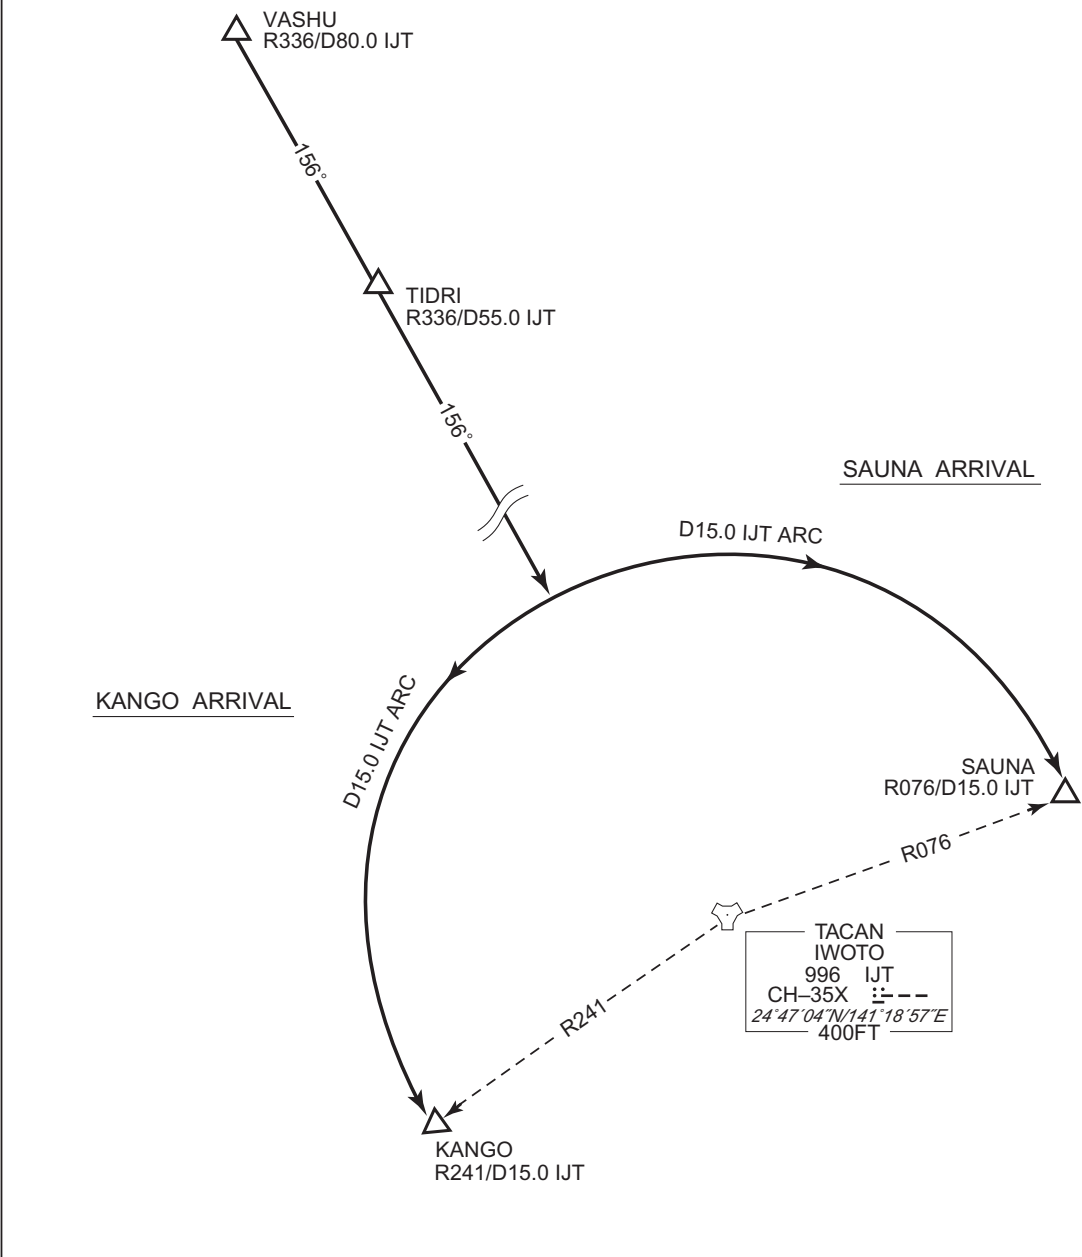 VASHU
R336/D80.0 IJT
156°
TIDRI
R336/D55.0 IJT
156°
SAUNA ARRIVAL
D15.0 IJT ARC
KANGO ARRIVAL
D15.0 IJT ARC
SAUNA
R076/D15.0 IJT
R076
TACAN
IWOTO
996 IJT
CH–35X
24°47´04˝N/141°18´57˝E
400FT
R241
KANGO
R241/D15.0 IJT